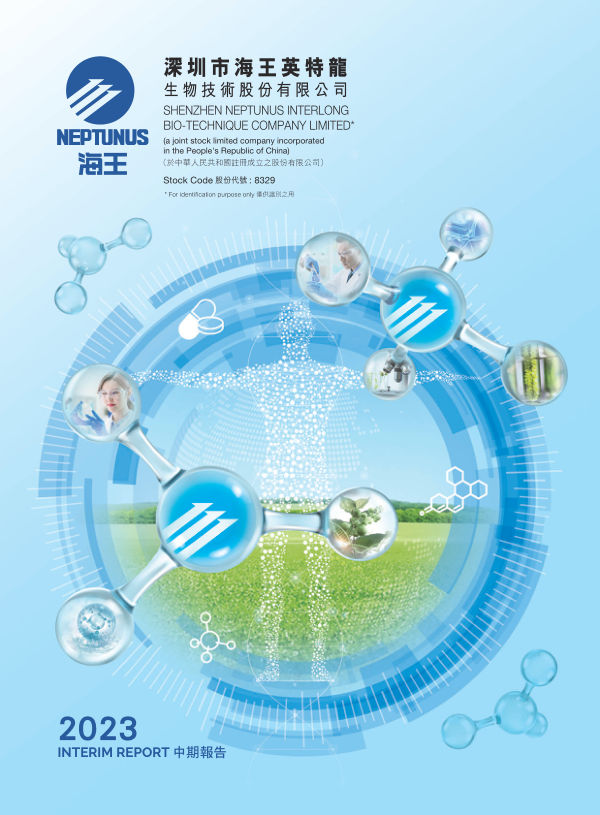 NEPTUNUS
海王
深圳市海王英特龍
生物技術股份有限公司
SHENZHEN NEPTUNUS INTERLONG
BIO-TECHNIQUE COMPANY LIMITED*
(a joint stock limited company incorporated
in the People's Republic of China)
(於中華人民共和國註冊成立之股份有限公司)
Stock Code 股份代號 : 8329
* For identification purpose only 僅供識別之用
2023
INTERIM REPORT 中期報告